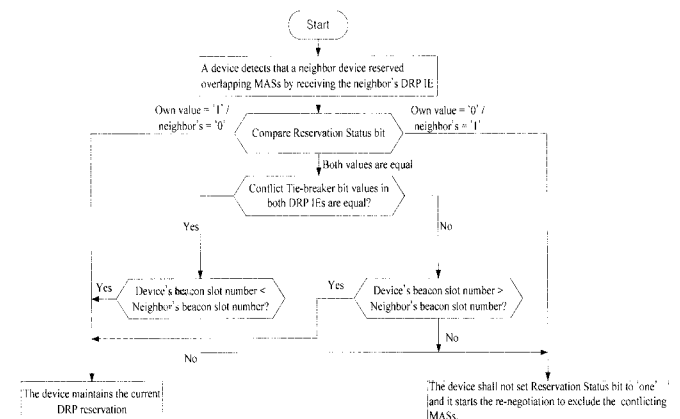 Start
A device detects that a neighbor device reserved
overlapping MASs by receiving the neighbor's DRP IE
Own value = '1' /
neighbor's = '0'
Compare Reservation Status bit
Own value = '0' /
neighbor's = '1'
Both values are equal
Conflict Tie-breaker bit values in
both DRP IEs are equal?
Yes
No
Yes
Device's beacon slot number <
Neighbor's beacon slot number?
Yes
Device's beacon slot number >
Neighbor's beacon slot number?
No
No
The device maintains the current
DRP reservation
The device shall not set Reservation Status bit to 'one'
and it starts the re-negotiation to exclude the conflicting
MASs.